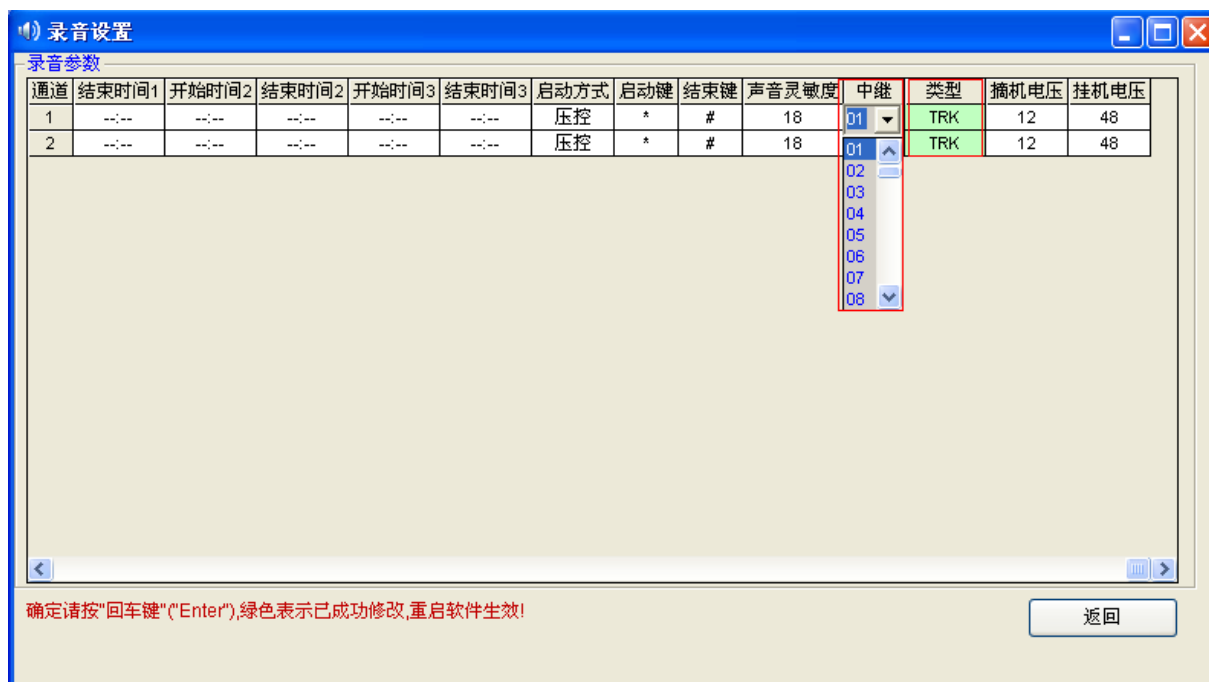 录音设置
录音参数
通道 结束时间1 开始时间2 结束时间2 开始时间3 结束时间3 启动方式 启动键 结束键 声音灵敏度 中继 类型 摘机电压 挂机电压
1 --:-- --:-- --:-- --:-- --:-- 压控 * # 18 01 TRK 12 48
2 --:-- --:-- --:-- --:-- --:-- 压控 * # 18 TRK 12 48
01
02
03
04
05
06
07
08
确定请按"回车键"("Enter"),绿色表示已成功修改,重启软件生效!
返回